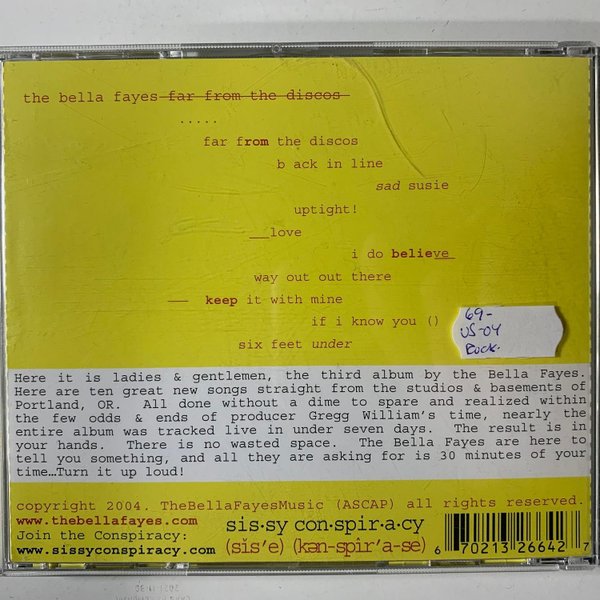 the bella fayes far from the discos
.....
far from the discos
b ack in line
sad susie
uptight!
__love
i do believe_
way out out there
__ keep it with mine
if i know you ()
six feet under
69-
US-04
Rock.
Here it is ladies & gentlemen, the third album by the Bella Fayes.
Here are ten great new songs straight from the studios & basements of
Portland, OR. All done without a dime to spare and realized within
the few odds & ends of producer Gregg William's time, nearly the
entire album was tracked live in under seven days. The result is in
your hands. There is no wasted space. The Bella Fayes are here to
tell you something, and all they are asking for is 30 minutes of your
time…Turn it up loud!
copyright 2004. TheBellaFayesMusic (ASCAP) all rights reserved.
www.thebellafayes.com
Join the Conspiracy:
www.sissyconspiracy.com
sis·sy con·spir·a·cy
(sĭs'e) (kən-spîr'a-se)
6 70213 26642 7